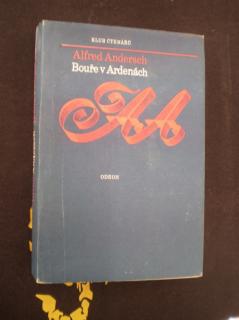 KLUB ČTENÁŘŮ
Alfred Andersch
Bouře v Ardenách
AA
ODEON